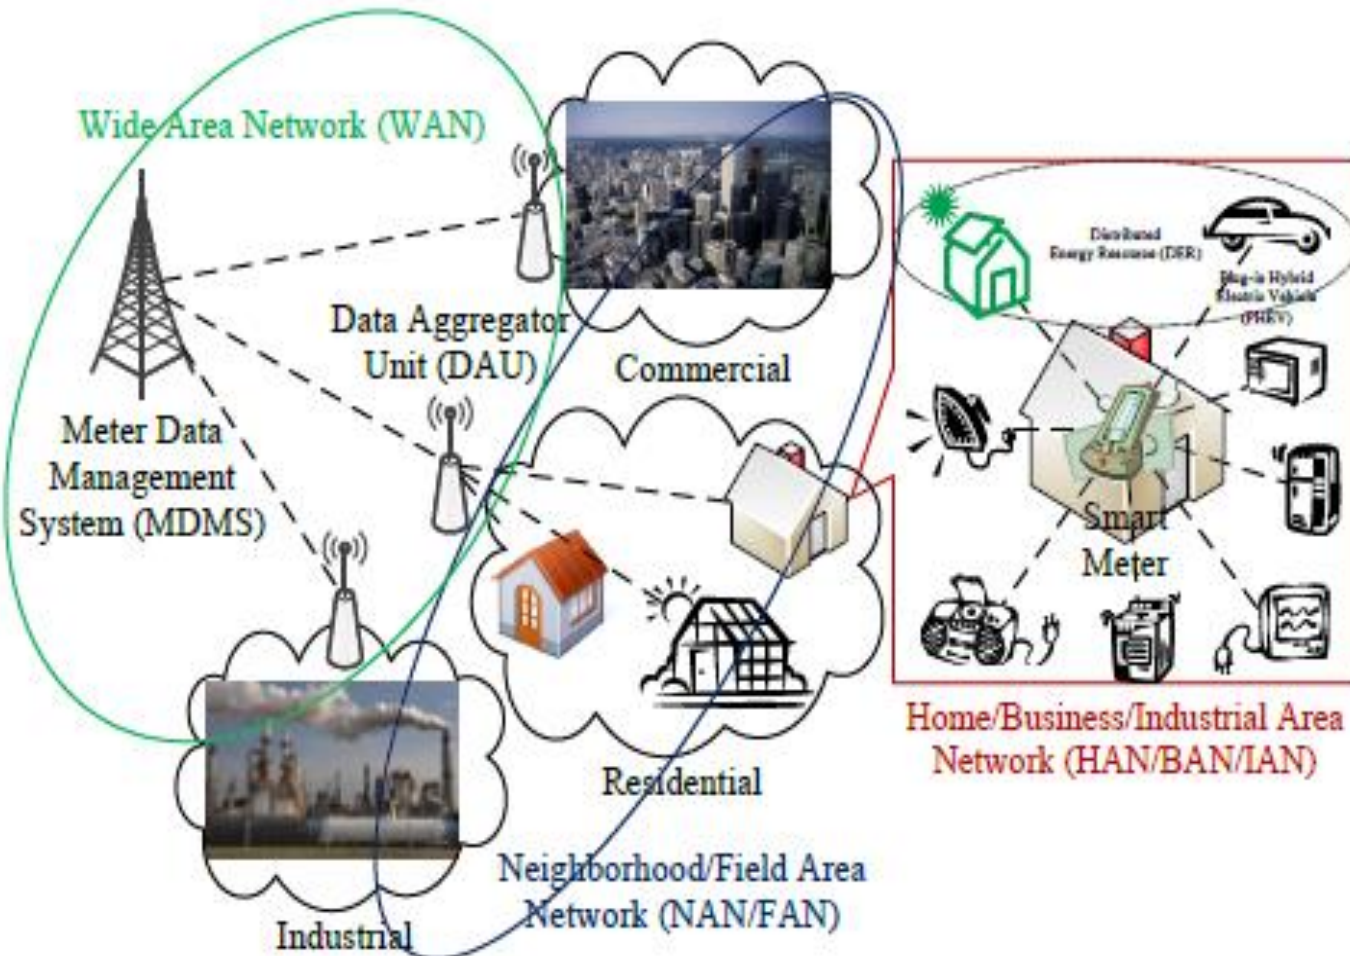 Wide Area Network (WAN)
Data Aggregator
Unit (DAU)
Meter Data
Management
System (MDMS)
Commercial
Distributed
Energy Resource (DER)
Plug-in Hybrid
Electric Vehicle
(PHEV)
Smart
Meter
Home/Business/Industrial Area
Network (HAN/BAN/IAN)
Residential
Neighborhood/Field Area
Network (NAN/FAN)
Industrial